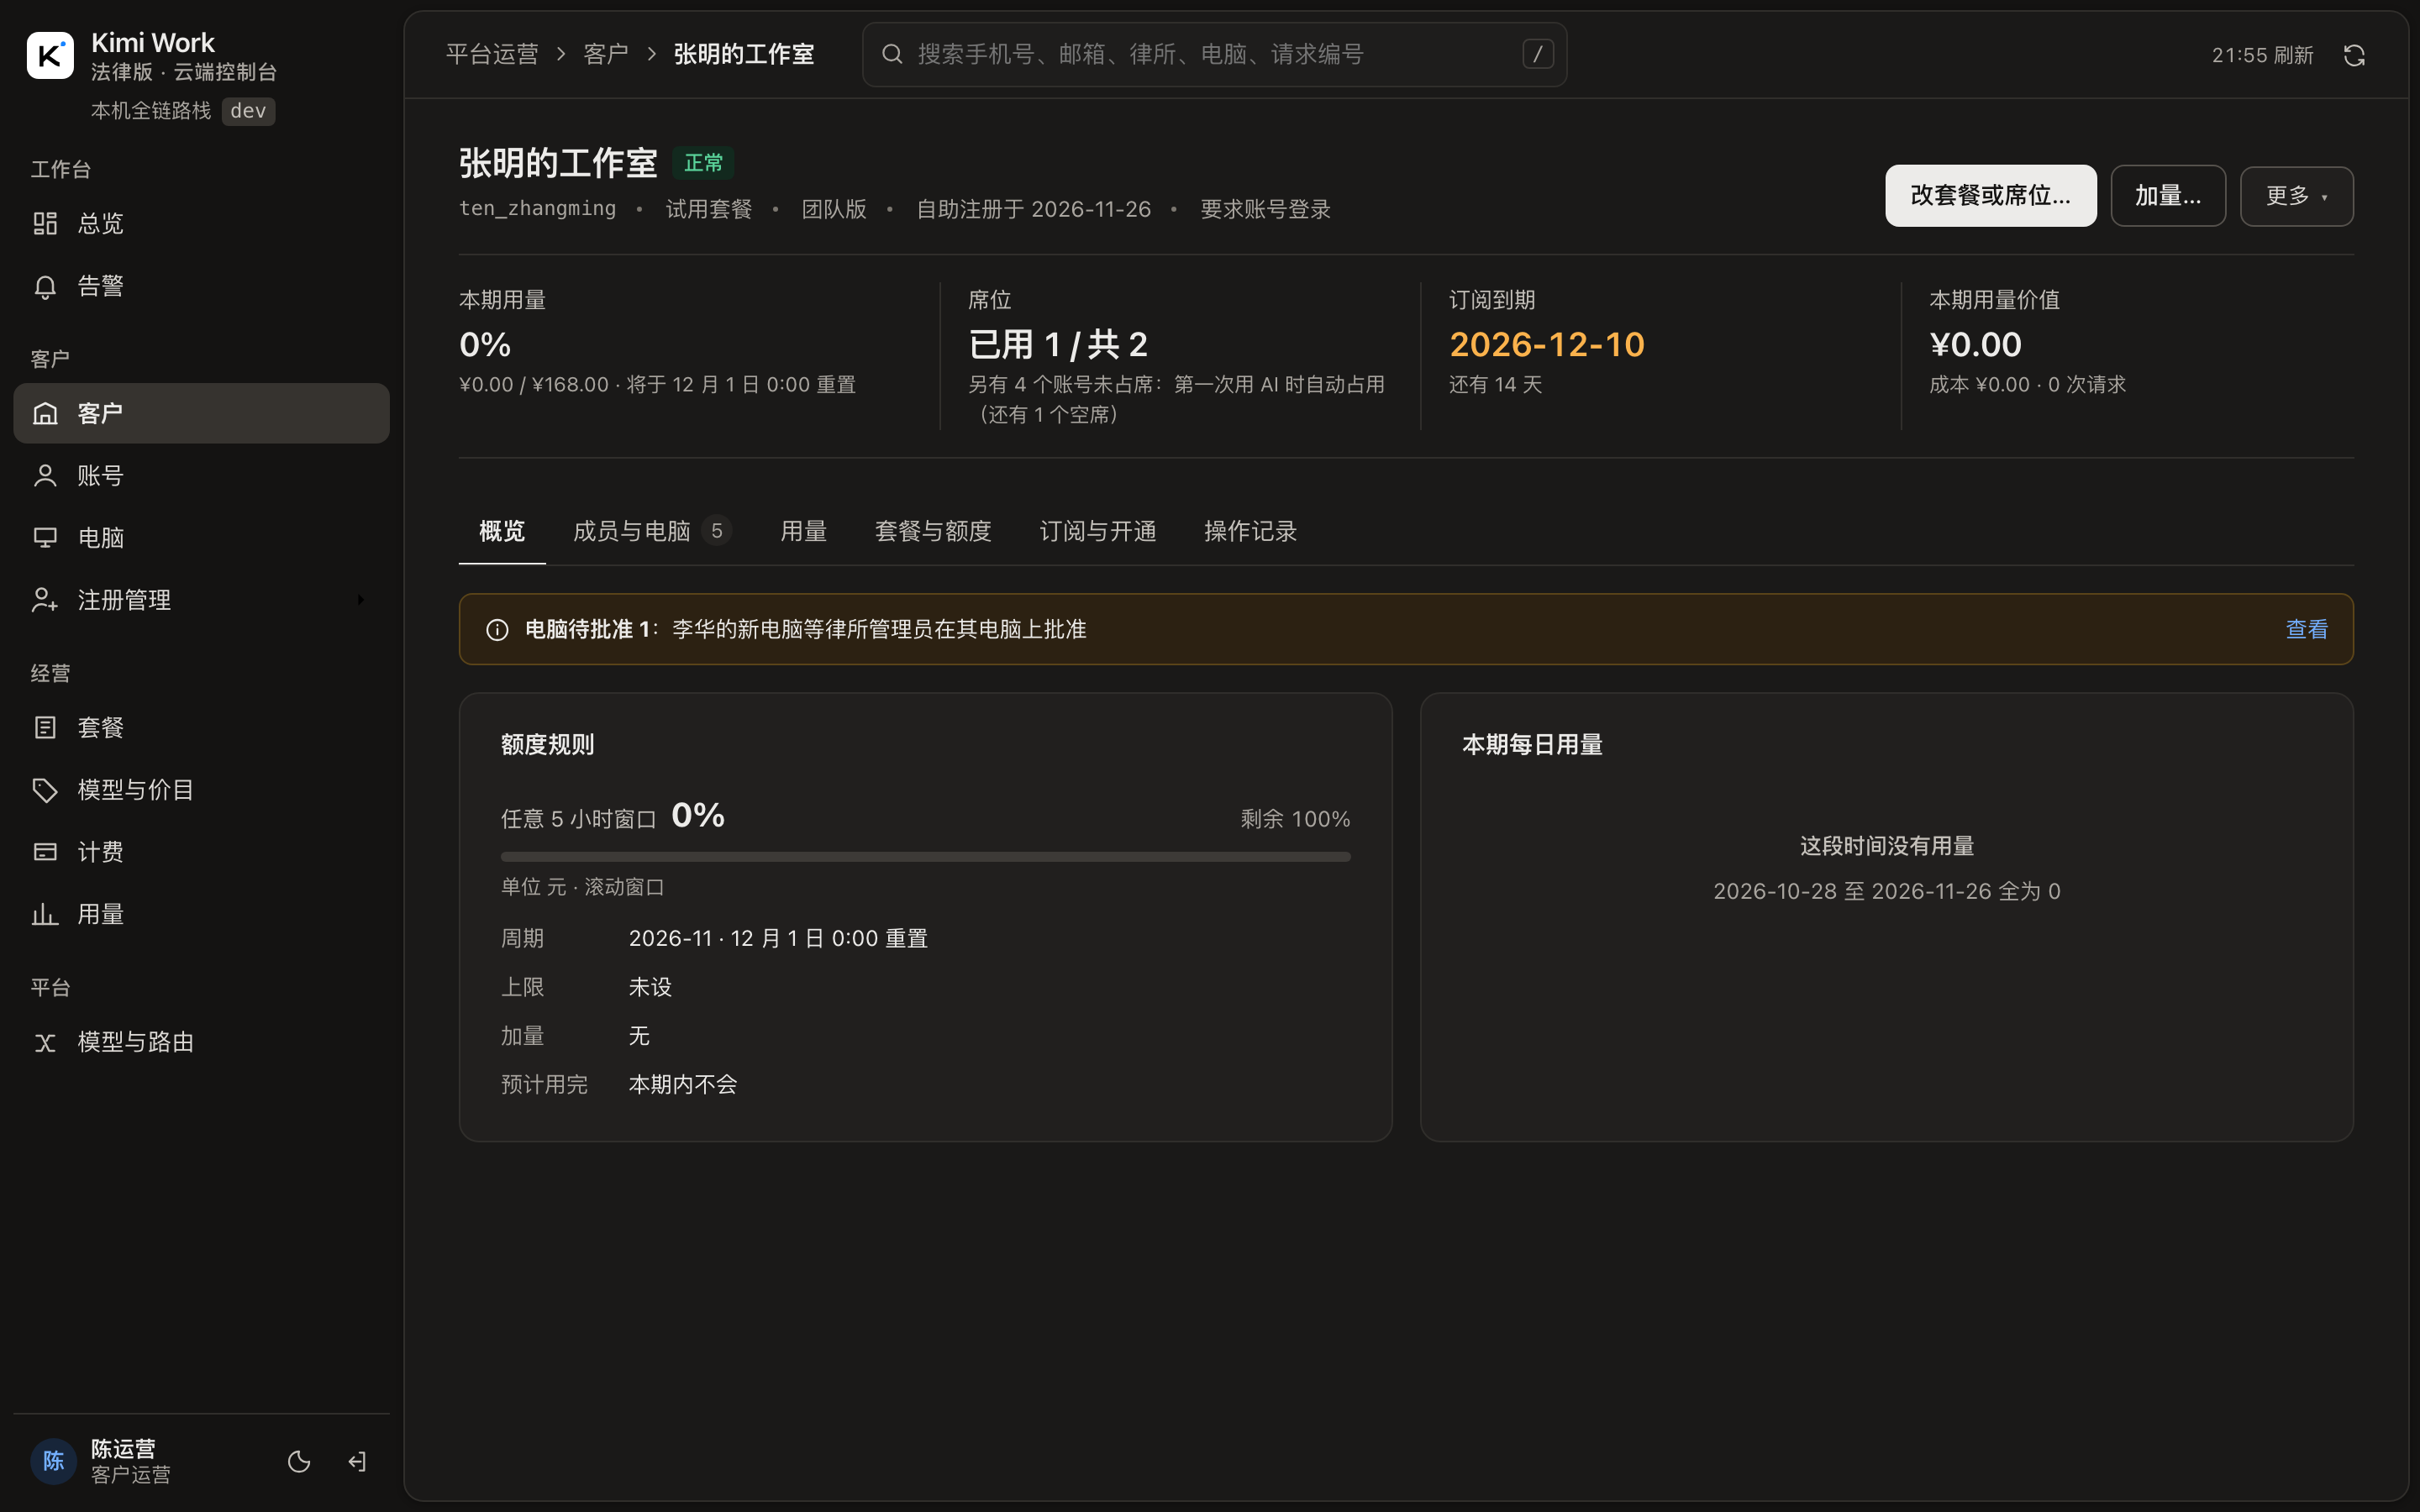 Kimi Work
法律版 · 云端控制台
本机全链路栈 dev
工作台
总览
告警
客户
客户
账号
电脑
注册管理
经营
套餐
模型与价目
计费
用量
平台
模型与路由
陈 陈运营
客户运营
平台运营 > 客户 > 张明的工作室
搜索手机号、邮箱、律所、电脑、请求编号 /
21:55 刷新
张明的工作室 正常
ten_zhangming • 试用套餐 • 团队版 • 自助注册于 2026-11-26 • 要求账号登录
改套餐或席位... 加量... 更多
本期用量
0%
¥0.00 / ¥168.00 · 将于 12 月 1 日 0:00 重置
席位
已用 1 / 共 2
另有 4 个账号未占席：第一次用 AI 时自动占用
（还有 1 个空席）
订阅到期
2026-12-10
还有 14 天
本期用量价值
¥0.00
成本 ¥0.00 · 0 次请求
概览 成员与电脑 5 用量 套餐与额度 订阅与开通 操作记录
电脑待批准 1：李华的新电脑等律所管理员在其电脑上批准 查看
额度规则
任意 5 小时窗口 0% 剩余 100%
单位 元 · 滚动窗口
周期 2026-11 · 12 月 1 日 0:00 重置
上限 未设
加量 无
预计用完 本期内不会
本期每日用量
这段时间没有用量
2026-10-28 至 2026-11-26 全为 0